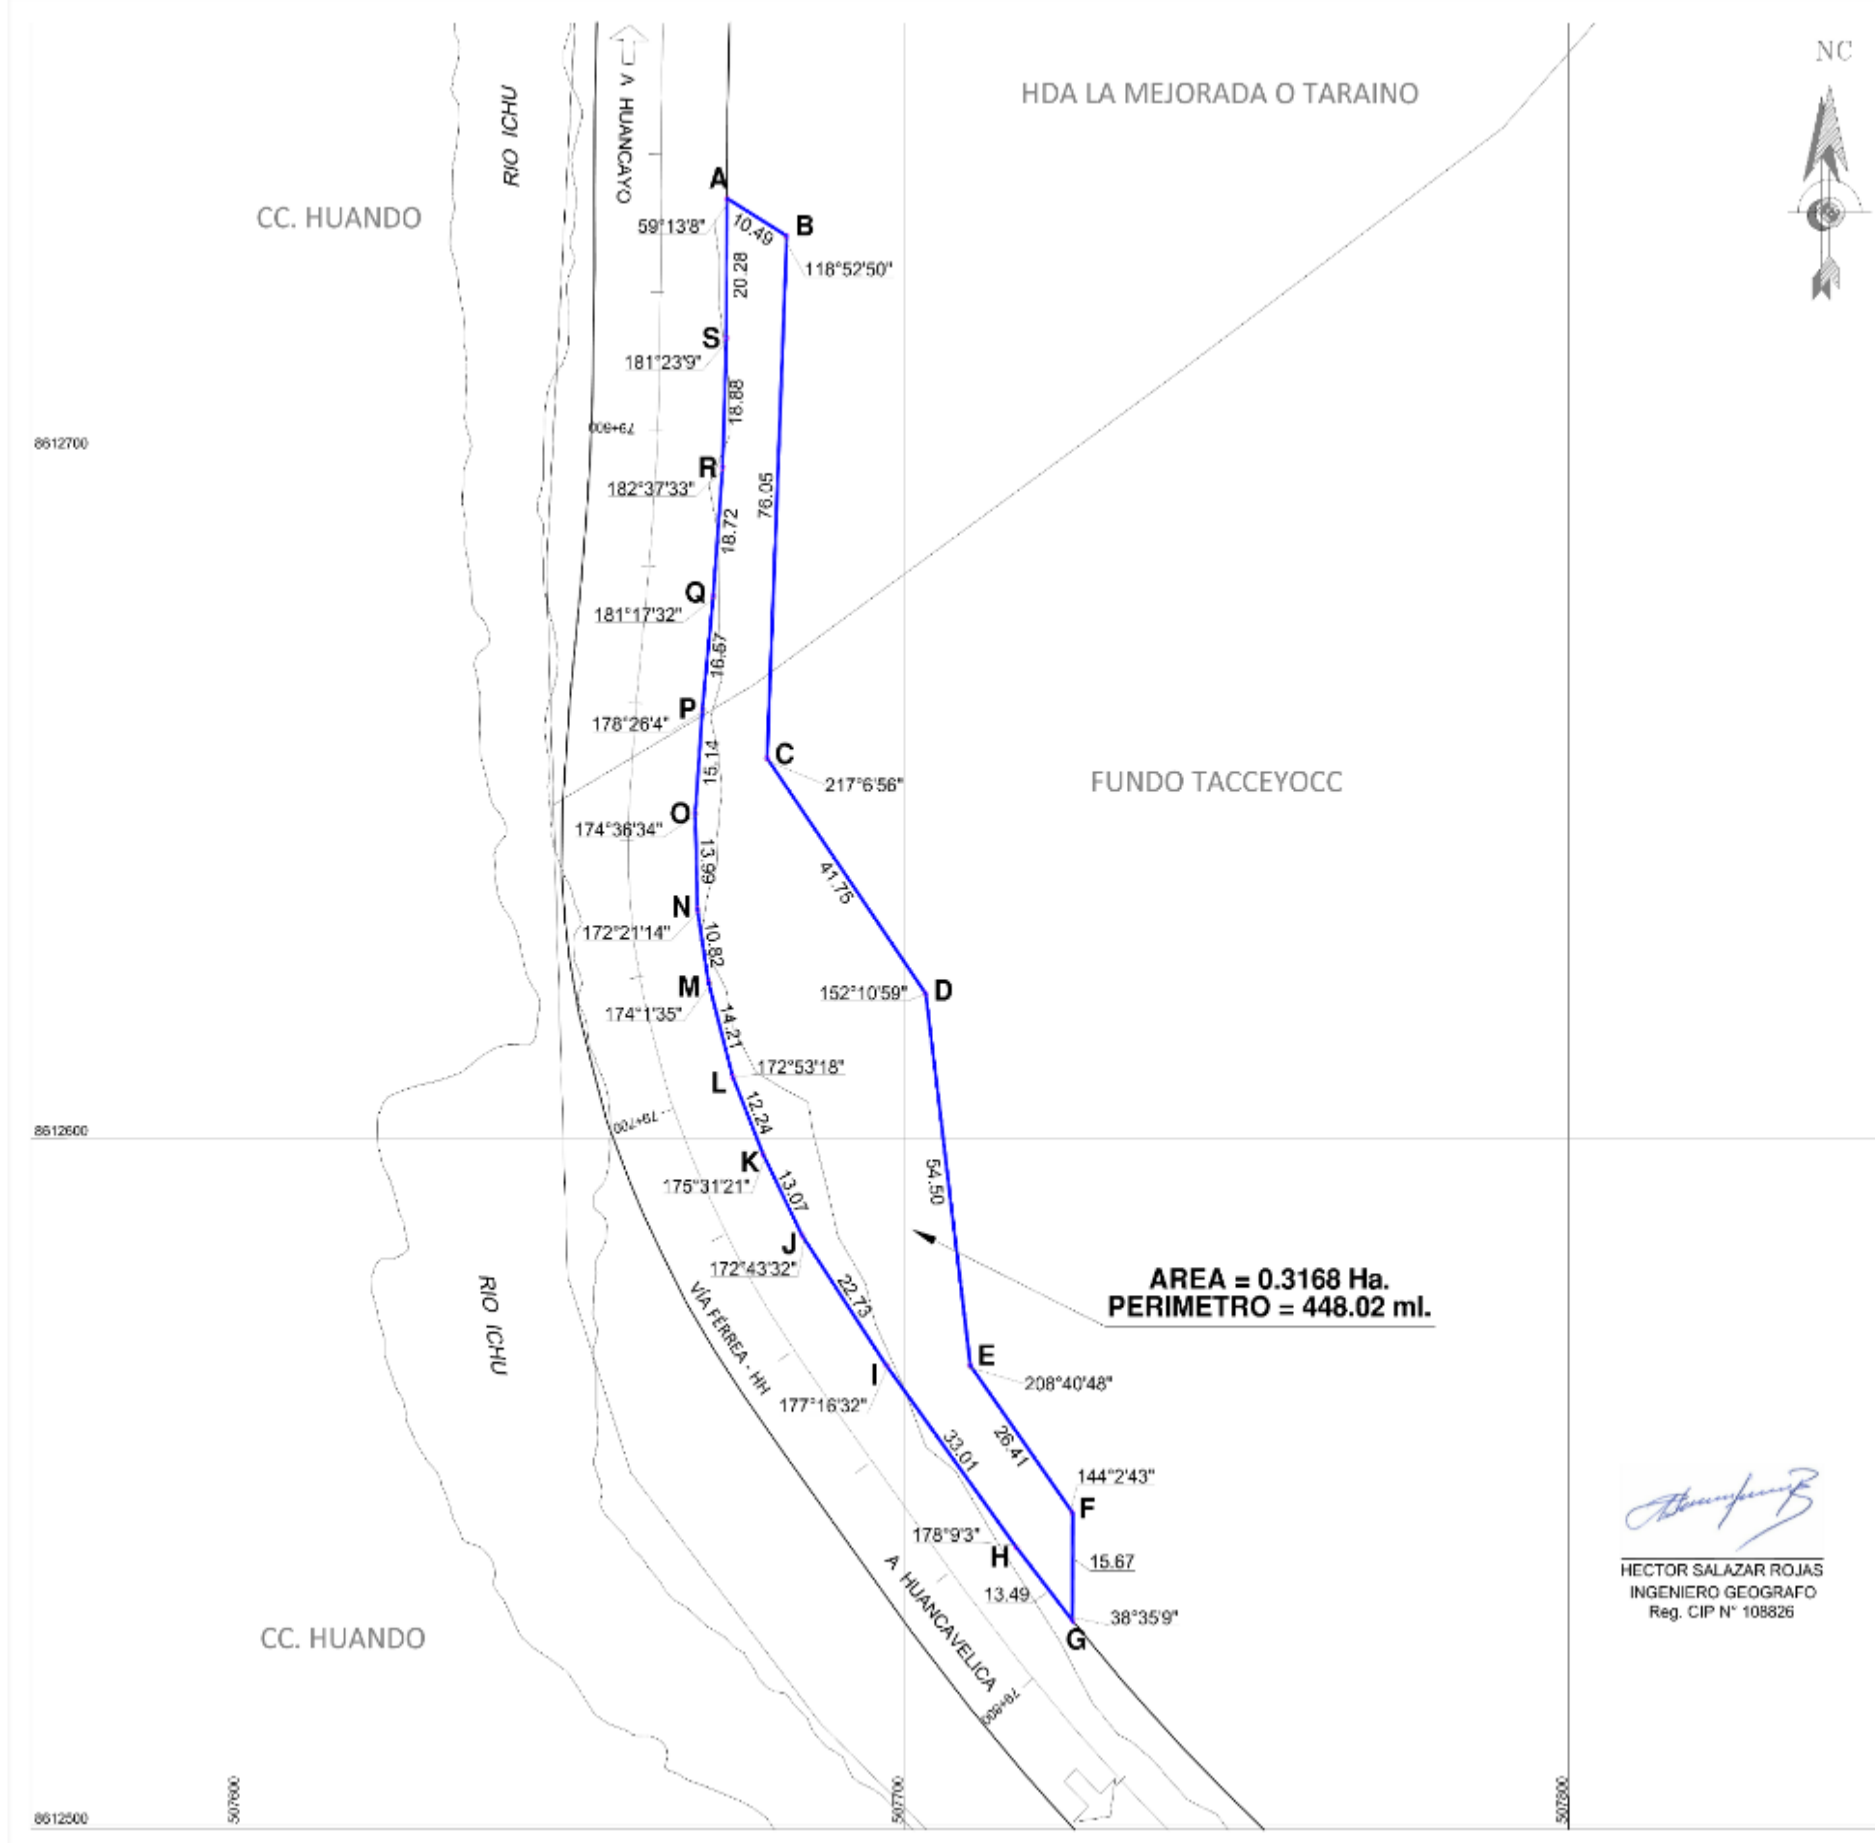 NC
HDA LA MEJORADA O TARAINO
RIO ICHU
A HUANCAYO
CC. HUANDO
A
B
59°13'8"
10.49
118°52'50"
20.28
S
181°23'9"
18.88
79+600
8612700
R
182°37'33"
76.05
18.72
Q
181°17'32"
16.67
P
178°26'4"
15.14
C
217°6'56"
FUNDO TACCEYOCC
O
174°36'34"
13.99
41.75
N
172°21'14"
10.82
M
174°1'35"
D
152°10'59"
14.21
L
172°53'18"
12.24
79+700
8612600
K
175°31'21"
13.07
54.50
J
172°43'32"
22.73
AREA = 0.3168 Ha.
PERIMETRO = 448.02 ml.
RIO ICHU
VÍA FÉRREA - HH
E
208°40'48"
I
177°16'32"
33.01
26.41
144°2'43"
F
178°9'3"
H
15.67
13.49
38°35'9"
G
A HUANCAVELICA
79+800
CC. HUANDO
HECTOR SALAZAR ROJAS
INGENIERO GEOGRAFO
Reg. CIP N° 108826
8612500
507600
507700
507800